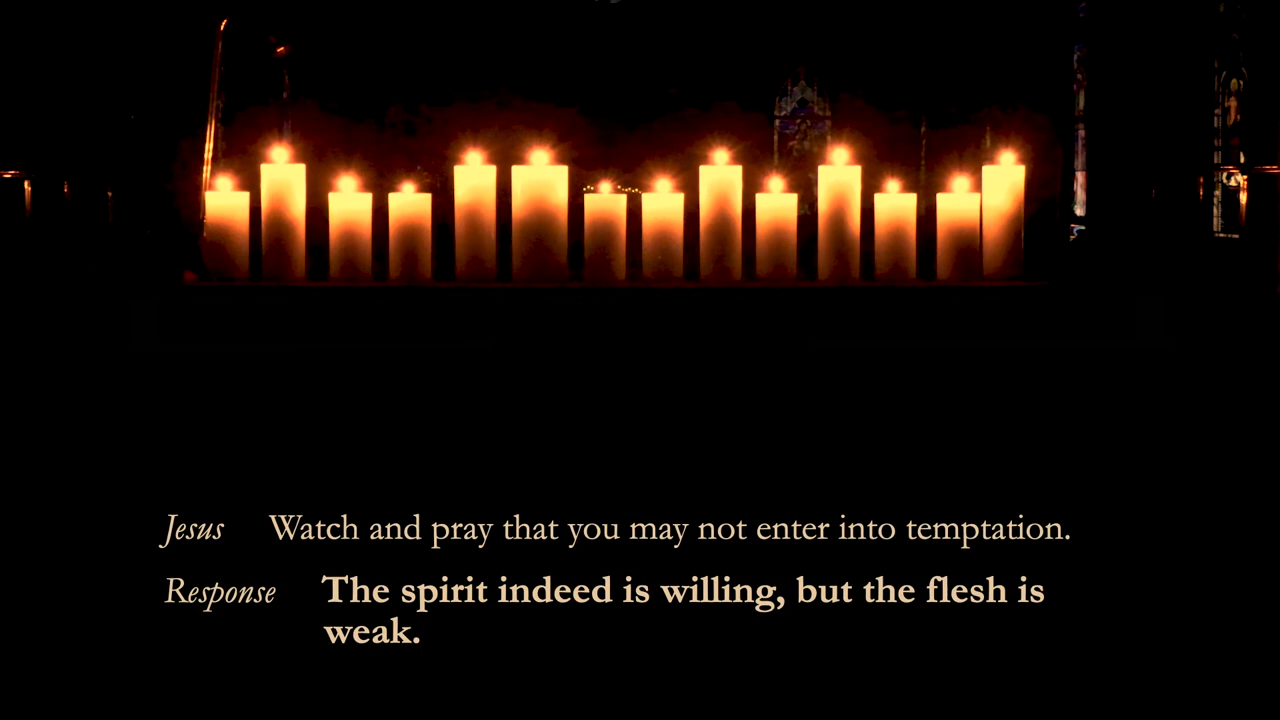 Jesus Watch and pray that you may not enter into temptation.
Response The spirit indeed is willing, but the flesh is
weak.